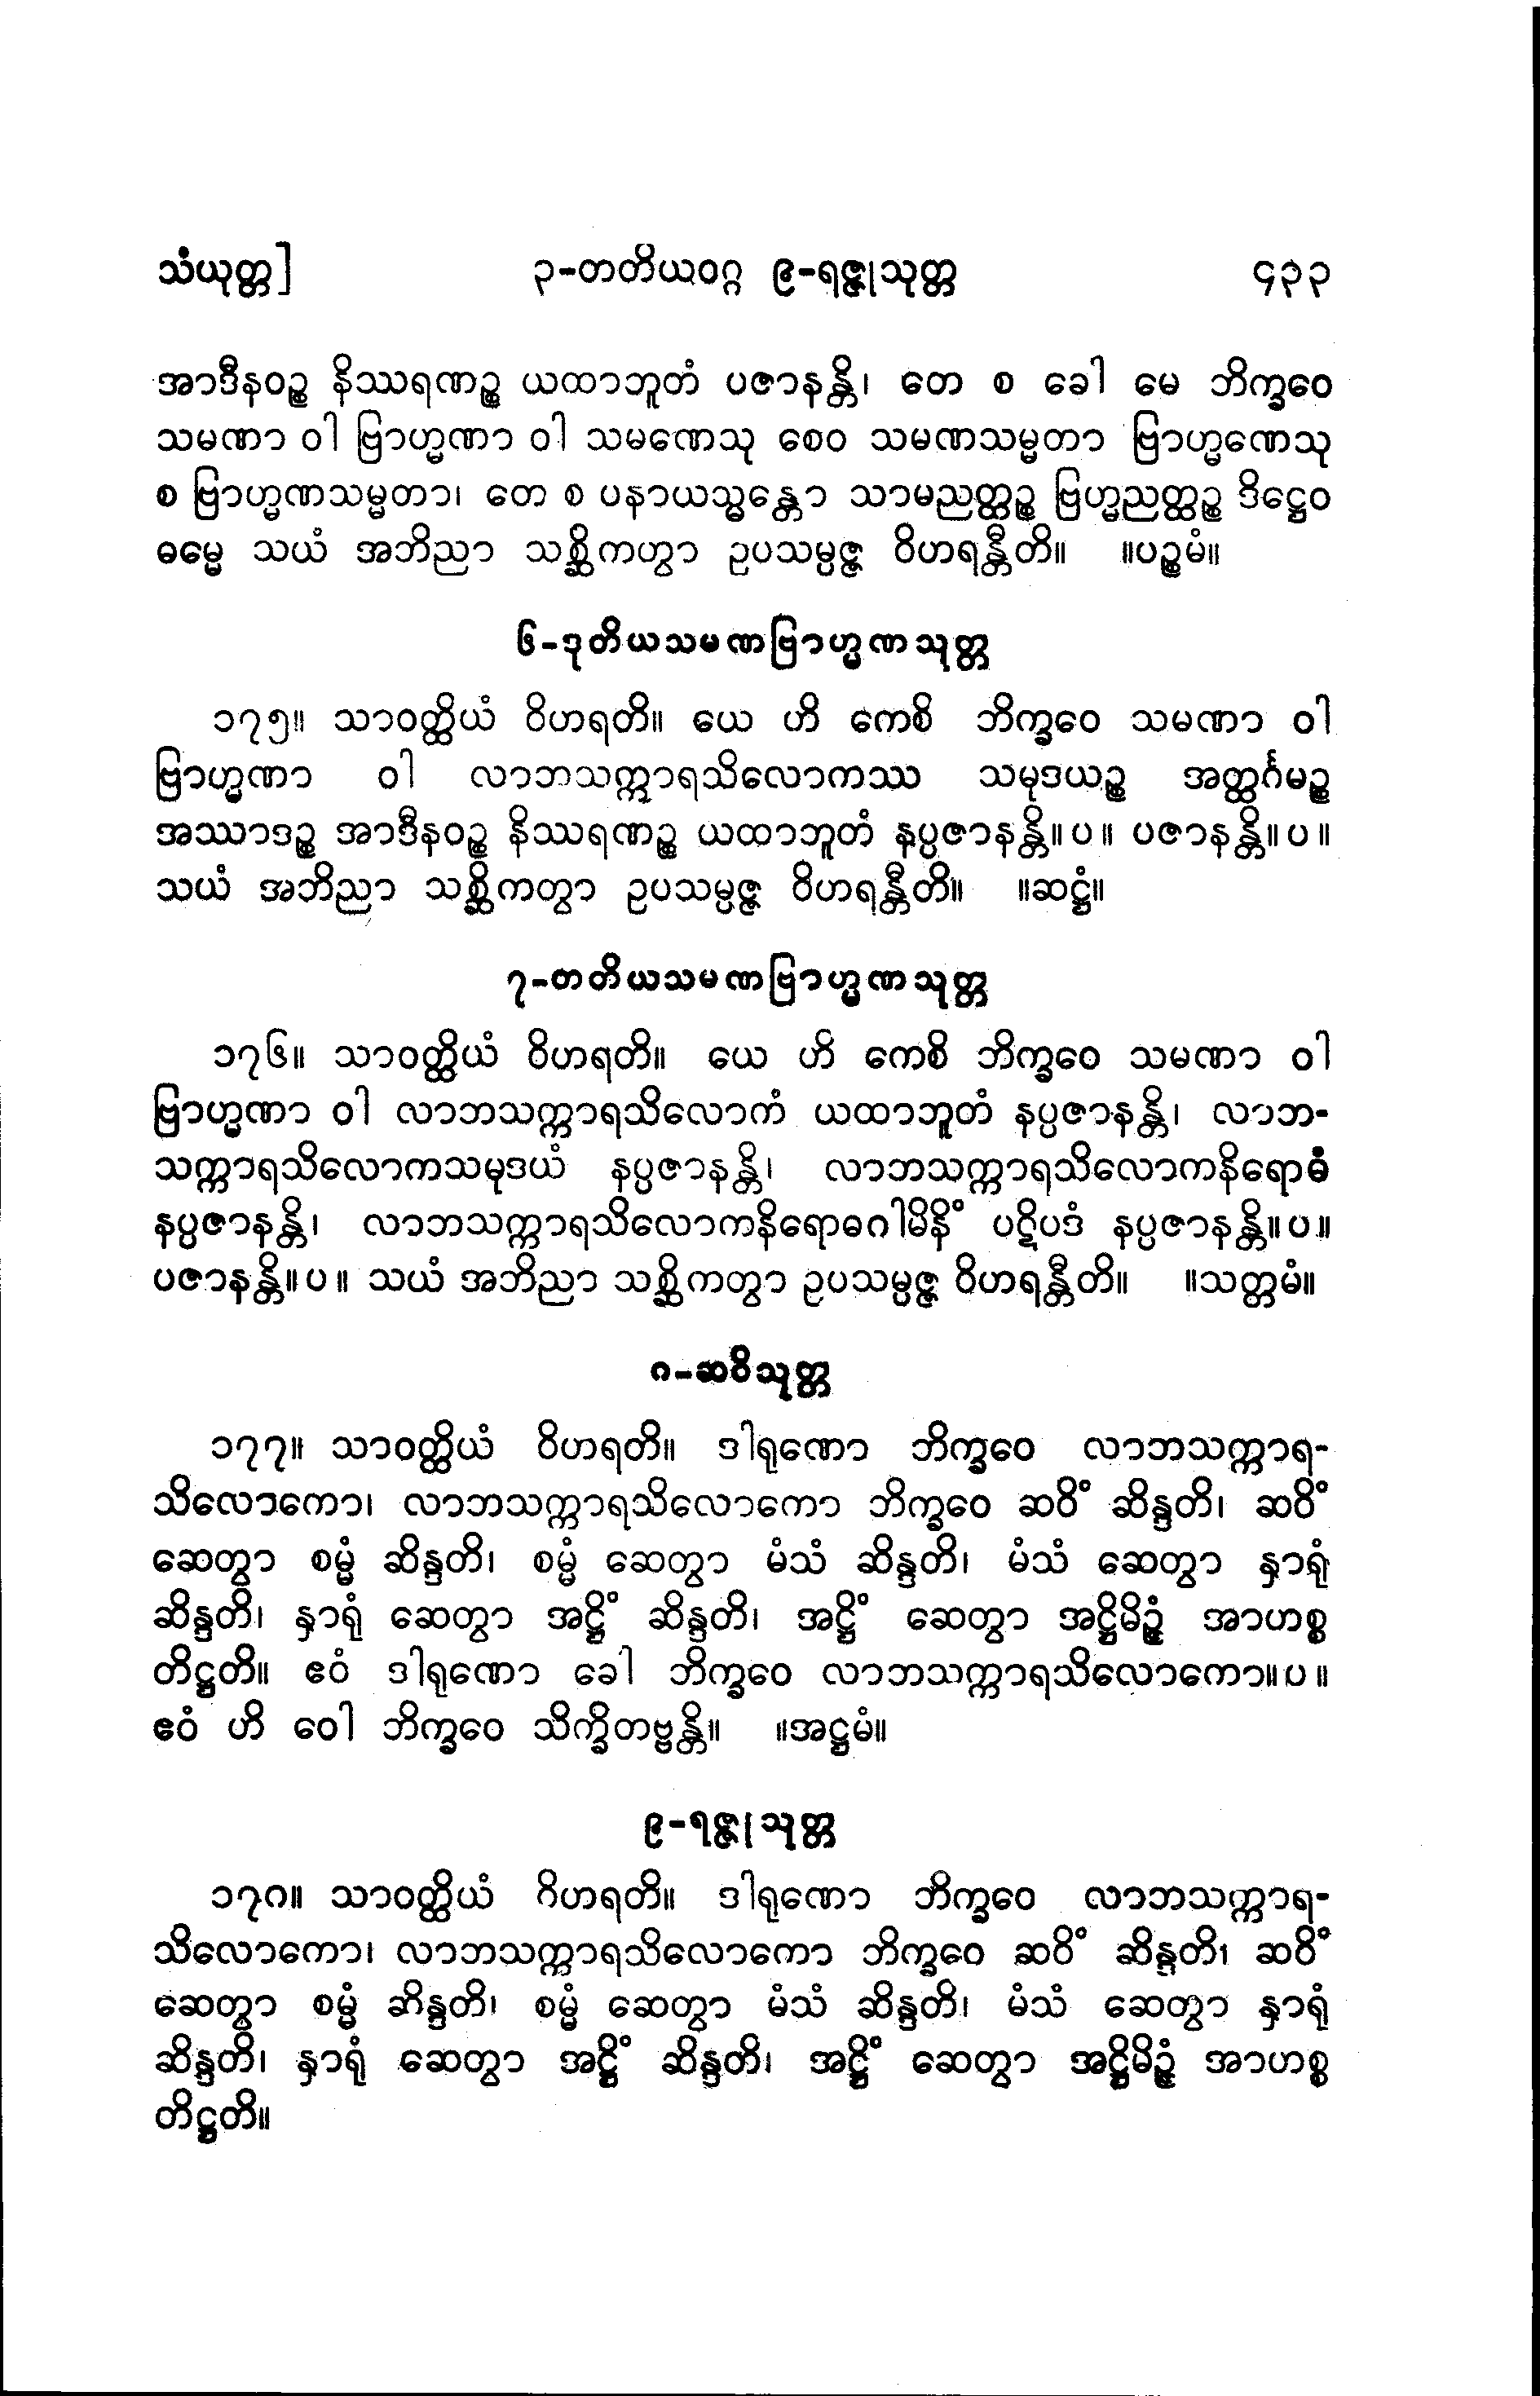 သံယုတ္တ] ၃-တတိယဝဂ္ဂ ၉-ရဇ္ဇုသုတ္တ ၄၃၃
အာဒီနဝဉ္စ နိဿရဏဉ္စ ယထာဘူတံ ပဇာနန္တိ၊ တေ စ ခေါ မေ ဘိက္ခဝေ
သမဏာ ဝါ ဗြာဟ္မဏာ ဝါ သမဏေသု စေဝ သမဏသမ္မတာ ဗြာဟ္မဏေသု
စ ဗြာဟ္မဏသမ္မတာ၊ တေ စ ပနာယသ္မန္တော သာမညတ္ထဉ္စ ဗြဟ္မညတ္ထဉ္စ ဒိဋ္ဌေဝ
ဓမ္မေ သယံ အဘိညာ သစ္ဆိကဟွာ ဥပသမ္ပဇ္ဇ ဝိဟရန္တီတိ။ ။ပဉ္စမံ။
၆-ဒုတိယသမဏဗြာဟ္မဏသုတ္တ
၁၇၅။ သာဝတ္ထိယံ ဝိဟရတိ။ ယေ ဟိ ကေစိ ဘိက္ခဝေ သမဏာ ဝါ
ဗြာဟ္မဏာ ဝါ လာဘသက္ကာရသိလောကဿ သမုဒယဉ္စ အတ္ထင်္ဂမဉ္စ
အဿာဒဉ္စ အာဒီနဝဉ္စ နိဿရဏဉ္စ ယထာဘူတံ နပ္ပဇာနန္တိ။ပ။ ပဇာနန္တိ။ပ။
သယံ အဘိညာ သစ္ဆိကတွာ ဥပသမ္ပဇ္ဇ ဝိဟရန္တီတိ။ ။ဆဋ္ဌံ။
၇-တတိယသမဏဗြာဟ္မဏသုတ္တ
၁၇၆။ သာဝတ္ထိယံ ဝိဟရတိ။ ယေ ဟိ ကေစိ ဘိက္ခဝေ သမဏာ ဝါ
ဗြာဟ္မဏာ ဝါ လာဘသက္ကာရသိလောကံ ယထာဘူတံ နပ္ပဇာနန္တိ၊ လာဘ-
သက္ကာရသိလောကသမုဒယံ နပ္ပဇာနန္တိ၊ လာဘသက္ကာရသိလောကနိရောဓံ
နပ္ပဇာနန္တိ၊ လာဘသက္ကာရသိလောကနိရောဓဂါမိနိံ ပဋိပဒံ နပ္ပဇာနန္တိ။ပ။
ပဇာနန္တိ။ပ။ သယံ အဘိညာ သစ္ဆိကတွာ ဥပသမ္ပဇ္ဇ ဝိဟရန္တီတိ။ ။သတ္တမံ။
၈-ဆဝိသုတ္တ
၁၇၇။ သာဝတ္ထိယံ ဝိဟရတိ။ ဒါရုဏော ဘိက္ခဝေ လာဘသက္ကာရ-
သိလောကော၊ လာဘသက္ကာရသိလောကော ဘိက္ခဝေ ဆဝိံ ဆိန္ဒတိ၊ ဆဝိံ
ဆေတွာ စမ္မံ ဆိန္ဒတိ၊ စမ္မံ ဆေတွာ မံသံ ဆိန္ဒတိ၊ မံသံ ဆေတွာ နှာရုံ
ဆိန္ဒတိ၊ နှာရုံ ဆေတွာ အဋ္ဌိံ ဆိန္ဒတိ၊ အဋ္ဌိံ ဆေတွာ အဋ္ဌိမိဉ္ဇံ အာဟစ္စ
တိဋ္ဌတိ။ ဧဝံ ဒါရုဏော ခေါ ဘိက္ခဝေ လာဘသက္ကာရသိလောကော။ပ။
ဧဝံ ဟိ ဝေါ ဘိက္ခဝေ သိက္ခိတဗ္ဗန္တိ။ ။အဋ္ဌမံ။
၉-ရဇ္ဇုသုတ္တ
၁၇၈။ သာဝတ္ထိယံ ဝိဟရတိ။ ဒါရုဏော ဘိက္ခဝေ လာဘသက္ကာရ-
သိလောကော၊ လာဘသက္ကာရသိလောကော ဘိက္ခဝေ ဆဝိံ ဆိန္ဒတိ၊ ဆဝိံ
ဆေတွာ စမ္မံ ဆိန္ဒတိ၊ စမ္မံ ဆေတွာ မံသံ ဆိန္ဒတိ၊ မံသံ ဆေတွာ နှာရုံ
ဆိန္ဒတိ၊ နှာရုံ ဆေတွာ အဋ္ဌိံ ဆိန္ဒတိ၊ အဋ္ဌိံ ဆေတွာ အဋ္ဌိမိဉ္ဇံ အာဟစ္စ
တိဋ္ဌတိ။